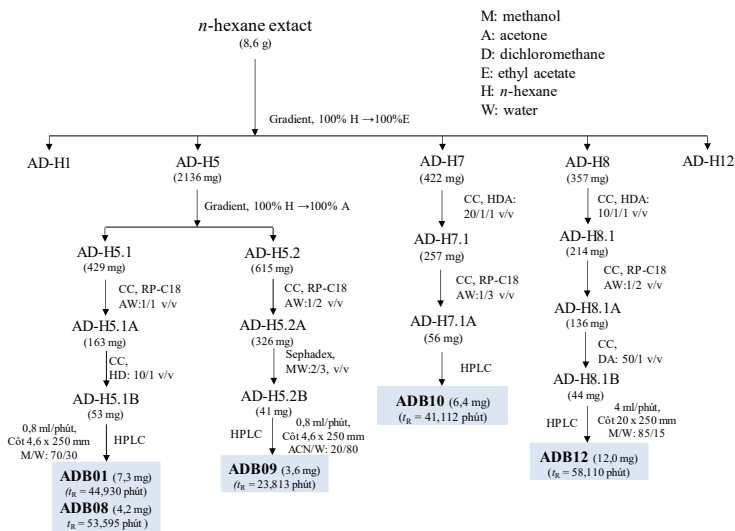 n-hexane extact
(8,6 g)
M: methanol
A: acetone
D: dichloromethane
E: ethyl acetate
H: n-hexane
W: water
Gradient, 100% H →100%E
AD-H1
AD-H5
(2136 mg)
AD-H7
(422 mg)
AD-H8
(357 mg)
AD-H12
Gradient, 100% H →100% A
AD-H5.1
(429 mg)
CC, RP-C18
AW:1/1 v/v
AD-H5.1A
(163 mg)
CC,
HD: 10/1 v/v
AD-H5.1B
(53 mg)
0,8 ml/phút,
Côt 4,6 x 250 mm
M/W: 70/30
HPLC
ADB01 (7,3 mg)
(tR = 44,930 phút)
ADB08 (4,2 mg)
(tR = 53,595 phút )
AD-H5.2
(615 mg)
CC, RP-C18
AW:1/2 v/v
AD-H5.2A
(326 mg)
Sephadex,
MW:2/3, v/v
AD-H5.2B
(41 mg)
HPLC
0,8 ml/phút,
Côt 4,6 x 250 mm
ACN/W: 20/80
ADB09 (3,6 mg)
(tR = 23,813 phút)
CC, HDA:
20/1/1 v/v
AD-H7.1
(257 mg)
CC, RP-C18
AW:1/3 v/v
AD-H7.1A
(56 mg)
HPLC
ADB10 (6,4 mg)
(tR = 41,112 phút)
CC, HDA:
10/1/1 v/v
AD-H8.1
(214 mg)
CC, RP-C18
AW:1/2 v/v
AD-H8.1A
(136 mg)
CC,
DA: 50/1 v/v
AD-H8.1B
(44 mg)
HPLC
4 ml/phút,
Côt 20 x 250 mm
M/W: 85/15
ADB12 (12,0 mg)
(tR = 58,110 phút)